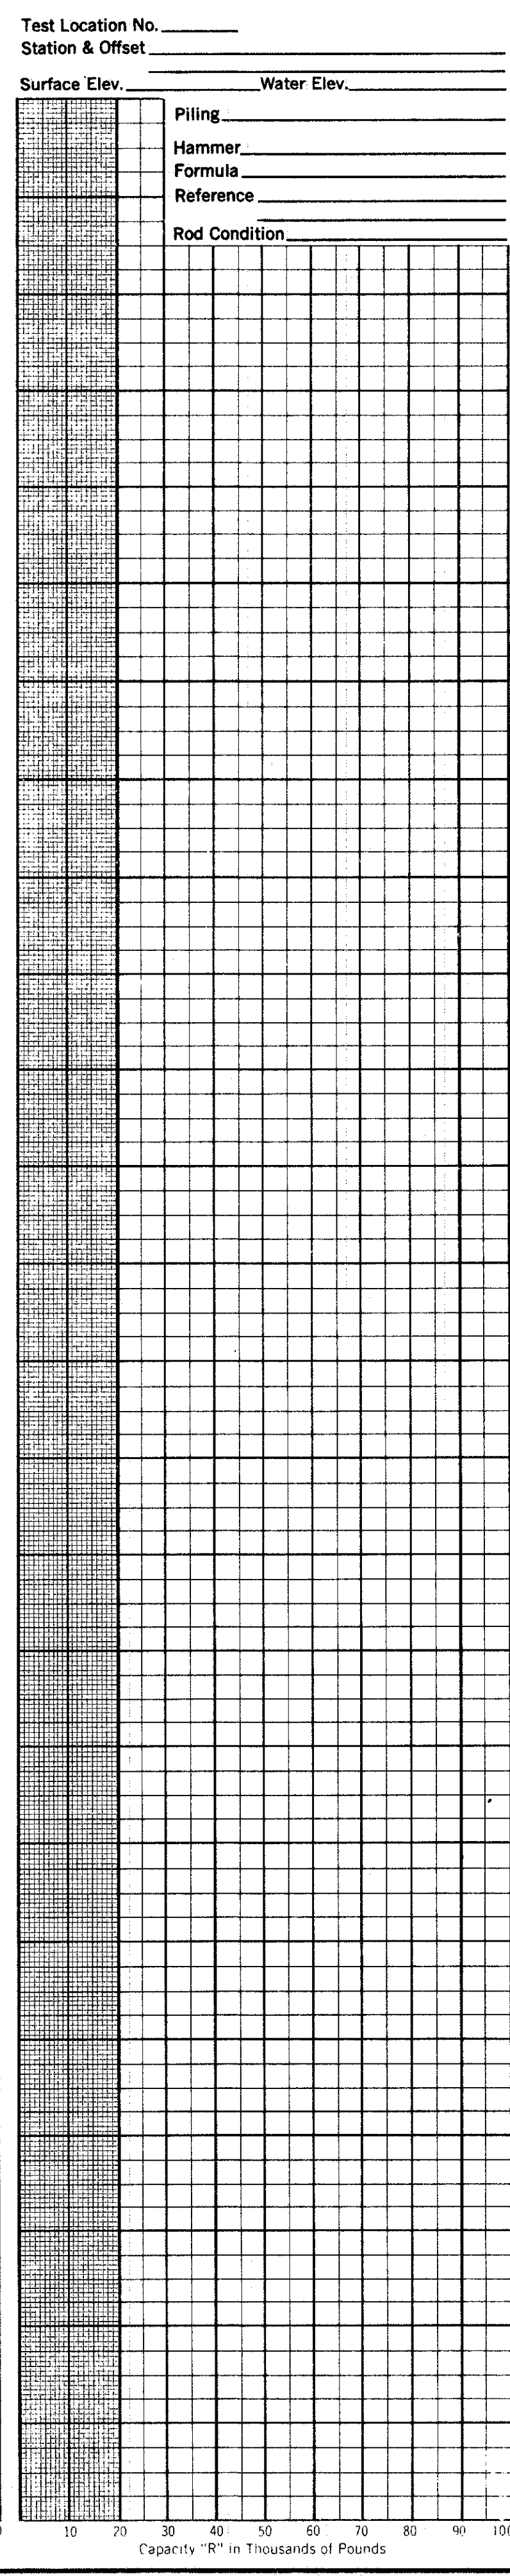 Test Location No.
Station & Offset
Surface Elev. Water Elev.
Piling
Hammer
Formula
Reference
Rod Condition
10 20 30 40 50 60 70 80 90 100
Capacity "R" in Thousands of Pounds